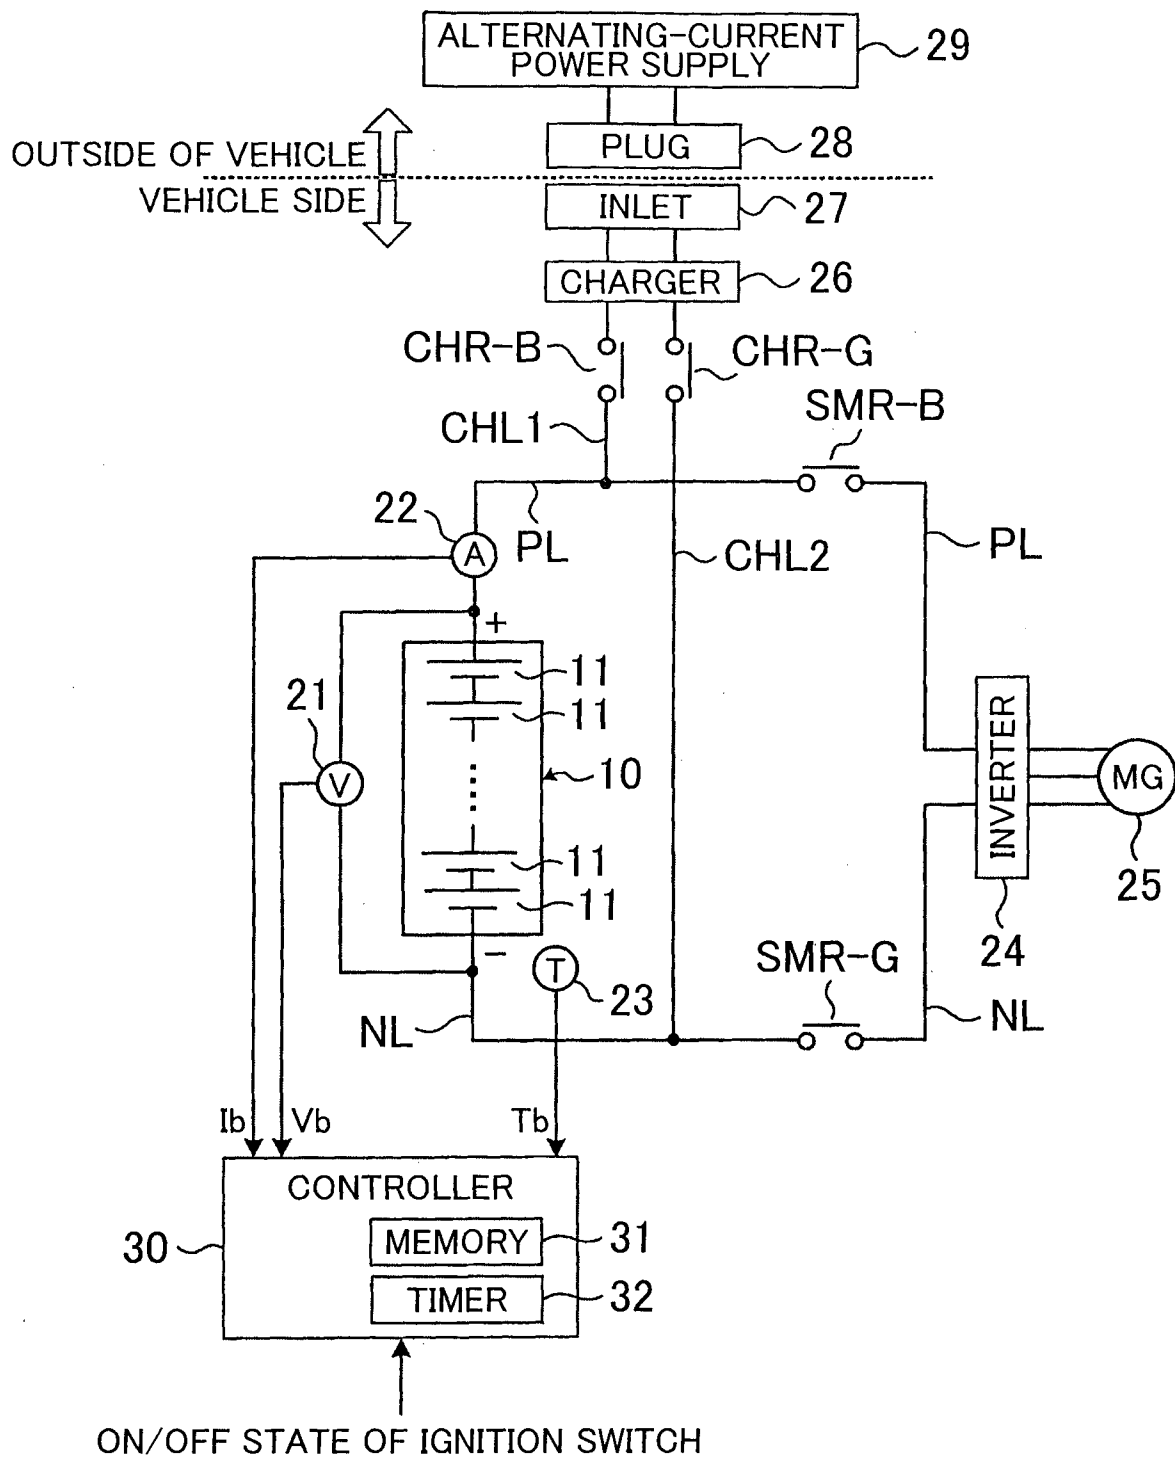 ALTERNATING-CURRENT
POWER SUPPLY
29
PLUG
28
OUTSIDE OF VEHICLE
VEHICLE SIDE
INLET
27
CHARGER
26
CHR-B
CHR-G
SMR-B
CHL1
22
A
PL
CHL2
PL
+
11
11
21
V
10
INVERTER
MG
11
11
25
24
−
T
23
SMR-G
NL
NL
Ib
Vb
Tb
CONTROLLER
30
MEMORY
31
TIMER
32
ON/OFF STATE OF IGNITION SWITCH